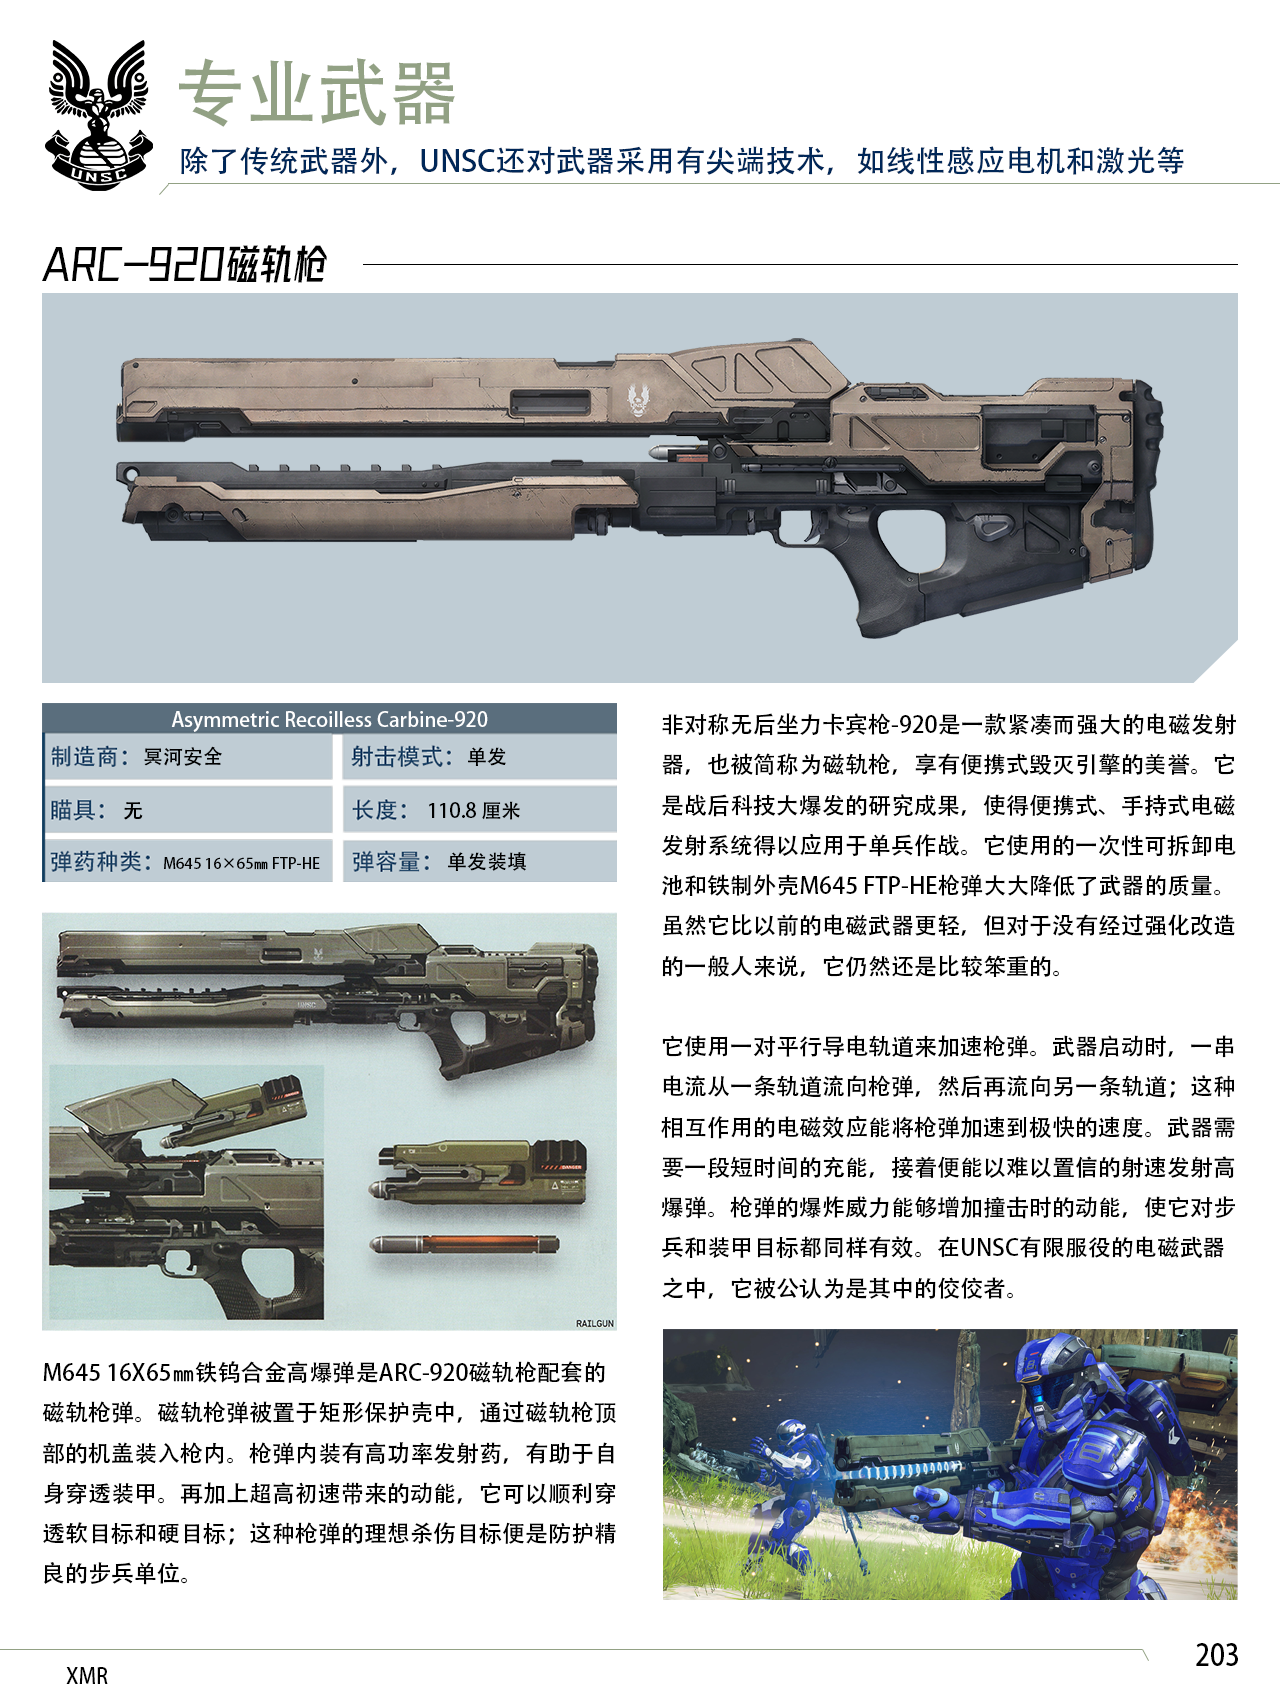 UNSC
专业武器
除了传统武器外，UNSC还对武器采用有尖端技术，如线性感应电机和激光等
ARC-920磁轨枪
UNSC
Asymmetric Recoilless Carbine-920
制造商：冥河安全
射击模式：单发
瞄具：无
长度：110.8 厘米
弹药种类：M645 16×65㎜ FTP-HE
弹容量：单发装填
UNSC
DANGER
RAILGUN
M645 16X65㎜铁钨合金高爆弹是ARC-920磁轨枪配套的
磁轨枪弹。磁轨枪弹被置于矩形保护壳中，通过磁轨枪顶
部的机盖装入枪内。枪弹内装有高功率发射药，有助于自
身穿透装甲。再加上超高初速带来的动能，它可以顺利穿
透软目标和硬目标；这种枪弹的理想杀伤目标便是防护精
良的步兵单位。
非对称无后坐力卡宾枪-920是一款紧凑而强大的电磁发射
器，也被简称为磁轨枪，享有便携式毁灭引擎的美誉。它
是战后科技大爆发的研究成果，使得便携式、手持式电磁
发射系统得以应用于单兵作战。它使用的一次性可拆卸电
池和铁制外壳M645 FTP-HE枪弹大大降低了武器的质量。
虽然它比以前的电磁武器更轻，但对于没有经过强化改造
的一般人来说，它仍然还是比较笨重的。
它使用一对平行导电轨道来加速枪弹。武器启动时，一串
电流从一条轨道流向枪弹，然后再流向另一条轨道；这种
相互作用的电磁效应能将枪弹加速到极快的速度。武器需
要一段短时间的充能，接着便能以难以置信的射速发射高
爆弹。枪弹的爆炸威力能够增加撞击时的动能，使它对步
兵和装甲目标都同样有效。在UNSC有限服役的电磁武器
之中，它被公认为是其中的佼佼者。
203
XMR